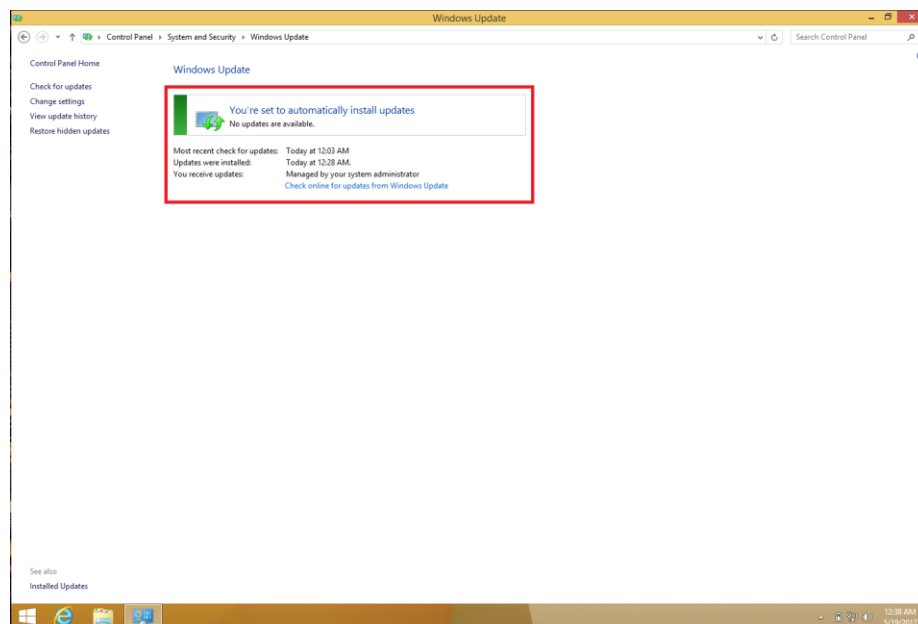 Windows Update
Control Panel ▸ System and Security ▸ Windows Update
Search Control Panel
Control Panel Home
Check for updates
Change settings
View update history
Restore hidden updates
Windows Update
You're set to automatically install updates
No updates are available.
Most recent check for updates: Today at 12:03 AM
Updates were installed: Today at 12:28 AM.
You receive updates: Managed by your system administrator
Check online for updates from Windows Update
See also
Installed Updates
12:38 AM
5/19/2017